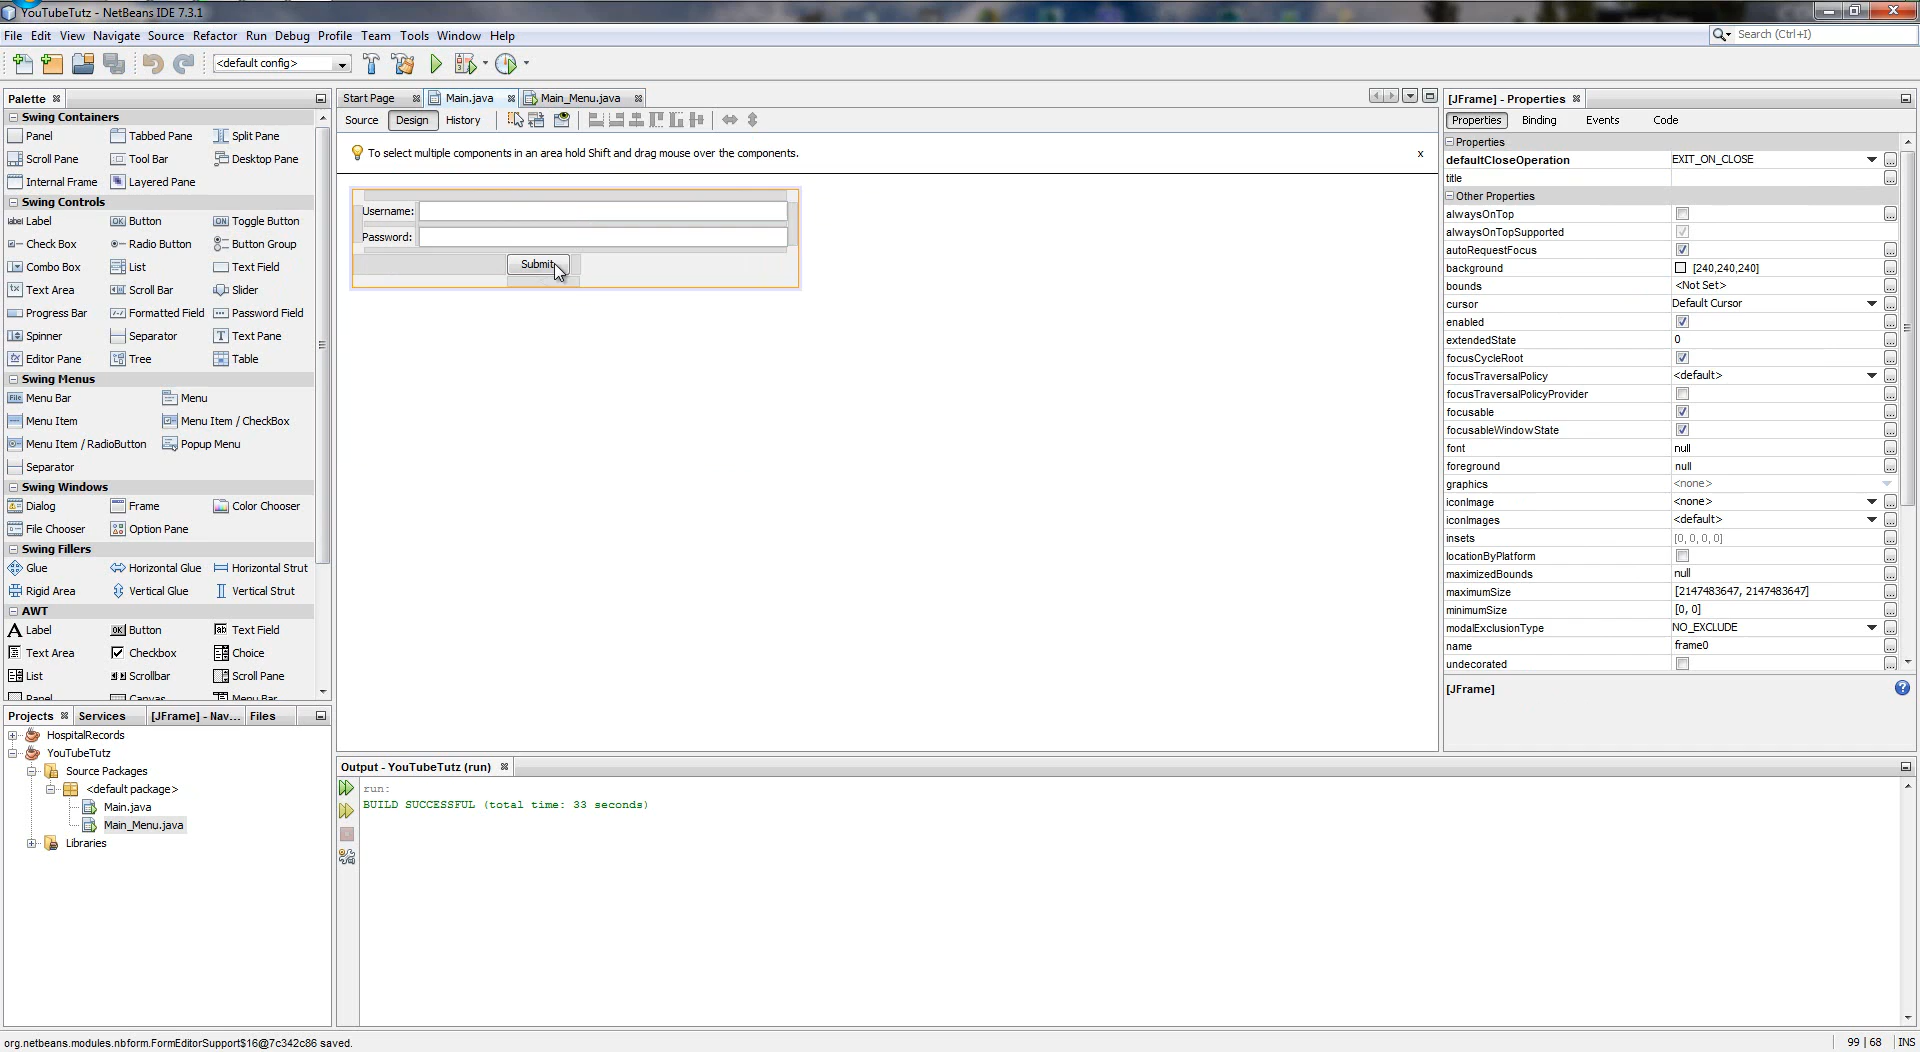 YouTubeTutz - NetBeans IDE 7.3.1
File Edit View Navigate Source Refactor Run Debug Profile Team Tools Window Help
Search (Ctrl+I)
<default config>
Palette
Swing Containers
Panel Tabbed Pane Split Pane
Scroll Pane Tool Bar Desktop Pane
Internal Frame Layered Pane
Swing Controls
label Label OK Button ON Toggle Button
Check Box Radio Button Button Group
Combo Box List Text Field
Text Area Scroll Bar Slider
Progress Bar Formatted Field Password Field
Spinner Separator Text Pane
Editor Pane Tree Table
Swing Menus
File Menu Bar Menu
Menu Item Menu Item / CheckBox
Menu Item / RadioButton Popup Menu
Separator
Swing Windows
Dialog Frame Color Chooser
File Chooser Option Pane
Swing Fillers
Glue Horizontal Glue Horizontal Strut
Rigid Area Vertical Glue Vertical Strut
AWT
A Label OK Button ab Text Field
Text Area Checkbox Choice
List Scrollbar Scroll Pane
Panel Canvas Menu Bar
Projects Services [JFrame] - Nav... Files
HospitalRecords
YouTubeTutz
Source Packages
<default package>
Main.java
Main_Menu.java
Libraries
Start Page Main.java Main_Menu.java
Source Design History
To select multiple components in an area hold Shift and drag mouse over the components. x
Username:
Password:
Submit
Output - YouTubeTutz (run)
run:
BUILD SUCCESSFUL (total time: 33 seconds)
[JFrame] - Properties
Properties Binding Events Code
Properties
defaultCloseOperation EXIT_ON_CLOSE
title
Other Properties
alwaysOnTop
alwaysOnTopSupported
autoRequestFocus
background [240,240,240]
bounds <Not Set>
cursor Default Cursor
enabled
extendedState 0
focusCycleRoot
focusTraversalPolicy <default>
focusTraversalPolicyProvider
focusable
focusableWindowState
font null
foreground null
graphics <none>
iconImage <none>
iconImages <default>
insets [0, 0, 0, 0]
locationByPlatform
maximizedBounds null
maximumSize [2147483647, 2147483647]
minimumSize [0, 0]
modalExclusionType NO_EXCLUDE
name frame0
undecorated
[JFrame]
org.netbeans.modules.nbform.FormEditorSupport$16@7c342c86 saved.
99 | 68 INS